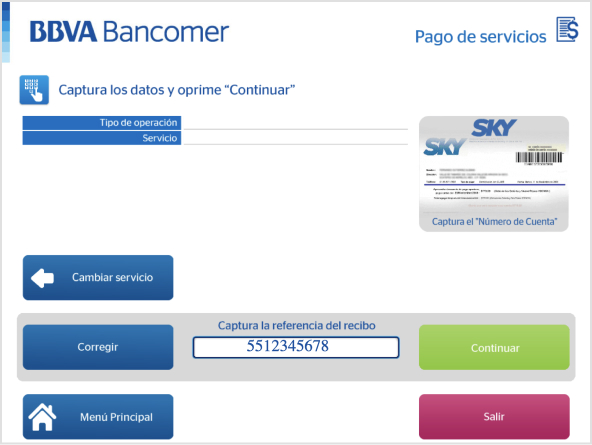 BBVA Bancomer
Pago de servicios
Captura los datos y oprime “Continuar”
Tipo de operación
Servicio
SKY
SKY
Captura el "Número de Cuenta"
Cambiar servicio
Captura la referencia del recibo
Corregir
5512345678
Continuar
Menú Principal
Salir